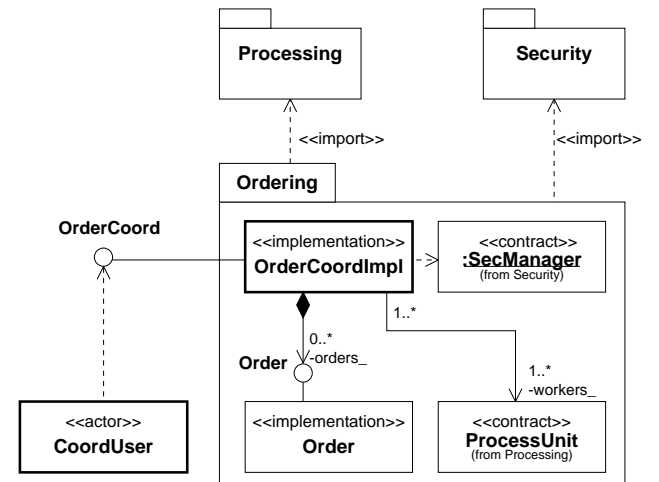 Processing
Security
<<import>>
<<import>>
Ordering
OrderCoord
<<implementation>>
OrderCoordImpl
<<contract>>
:SecManager
(from Security)
1..*
0..*
-orders_
Order
1..*
-workers_
<<actor>>
CoordUser
<<implementation>>
Order
<<contract>>
ProcessUnit
(from Processing)